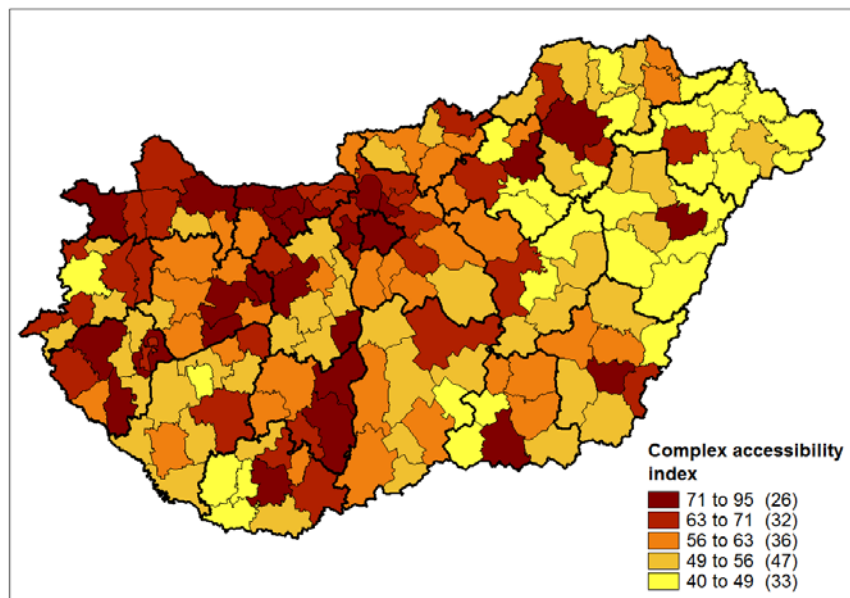 Complex accessibility
index
71 to 95 (26)
63 to 71 (32)
56 to 63 (36)
49 to 56 (47)
40 to 49 (33)